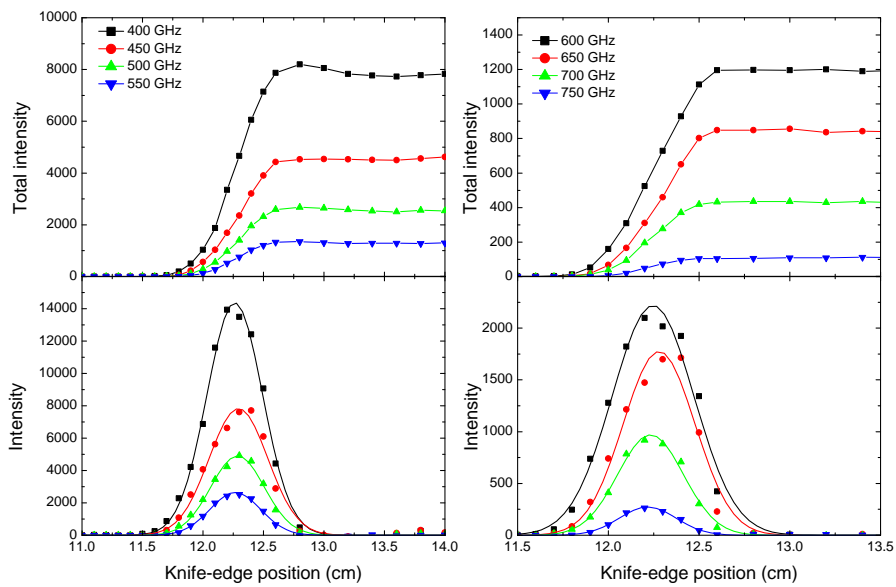 400 GHz
450 GHz
500 GHz
550 GHz
Total intensity
8000
6000
4000
2000
0
600 GHz
650 GHz
700 GHz
750 GHz
Total intensity
1400
1200
1000
800
600
400
200
0
Intensity
14000
12000
10000
8000
6000
4000
2000
0
11.0 11.5 12.0 12.5 13.0 13.5 14.0
Knife-edge position (cm)
Intensity
2000
1500
1000
500
0
11.5 12.0 12.5 13.0 13.5
Knife-edge position (cm)